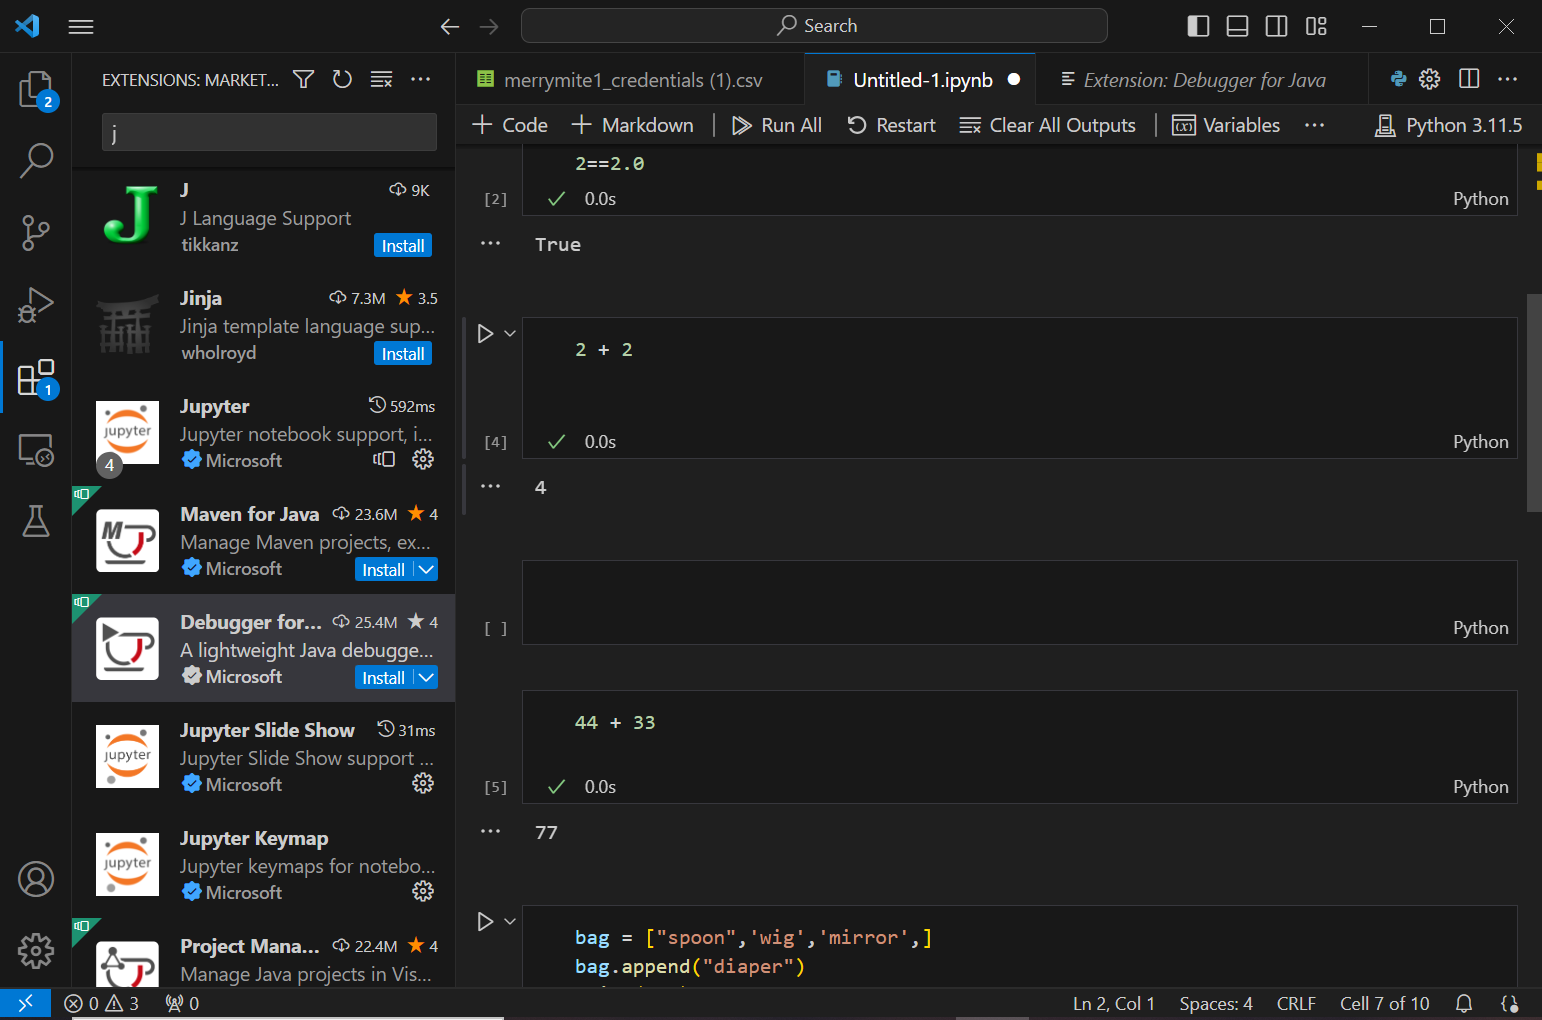 Search
EXTENSIONS: MARKET...
j
J
9K
J Language Support
tikkanz
Install
Jinja
7.3M
3.5
Jinja template language sup...
wholroyd
Install
jupyter
4
Jupyter
592ms
Jupyter notebook support, i...
Microsoft
M
Maven for Java
23.6M
4
Manage Maven projects, ex...
Microsoft
Install
Debugger for...
25.4M
4
A lightweight Java debugge...
Microsoft
Install
jupyter
Jupyter Slide Show
31ms
Jupyter Slide Show support ...
Microsoft
jupyter
Jupyter Keymap
Jupyter keymaps for notebo...
Microsoft
Project Mana...
22.4M
4
Manage Java projects in Vis...
2
1
merrymite1_credentials (1).csv
Untitled-1.ipynb
Extension: Debugger for Java
Code
Markdown
Run All
Restart
Clear All Outputs
Variables
Python 3.11.5
2==2.0
[2]
0.0s
Python
True
2 + 2
[4]
0.0s
Python
4
[ ]
Python
44 + 33
[5]
0.0s
Python
77
bag = ["spoon",'wig','mirror',]
bag.append("diaper")
0
3
0
Ln 2, Col 1
Spaces: 4
CRLF
Cell 7 of 10